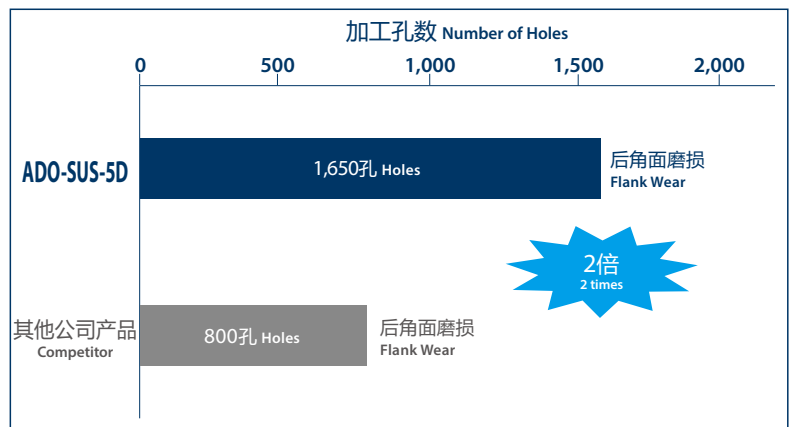 加工孔数 Number of Holes
0 500 1,000 1,500 2,000
ADO-SUS-5D
1,650孔 Holes
后角面磨损
Flank Wear
2倍
2 times
其他公司产品
Competitor
800孔 Holes
后角面磨损
Flank Wear